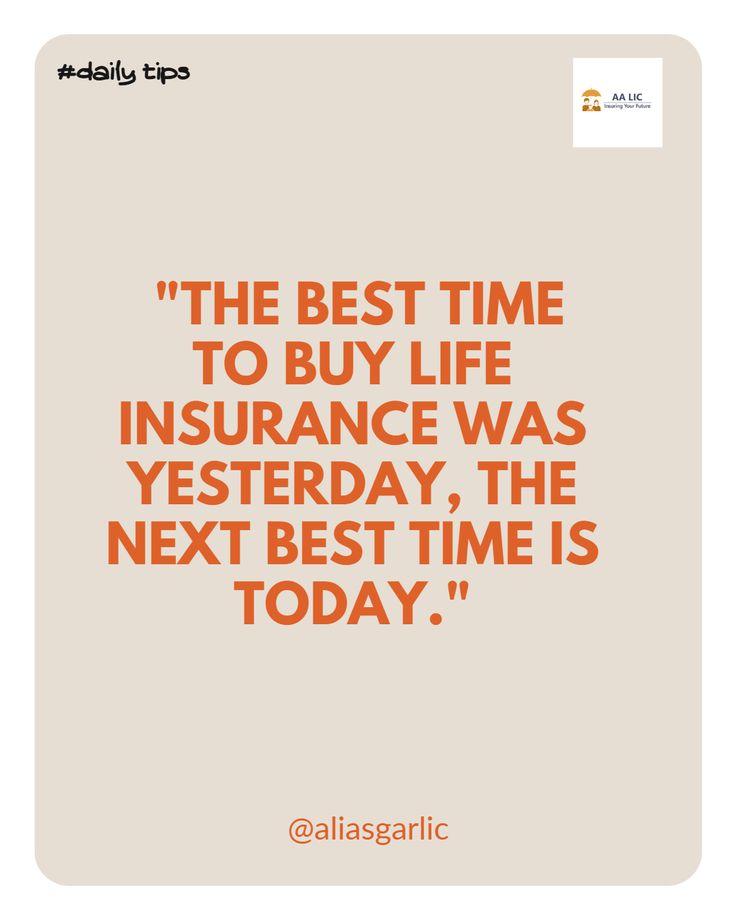 #daily tips
AA LIC
Insuring Your Future
"THE BEST TIME
TO BUY LIFE
INSURANCE WAS
YESTERDAY, THE
NEXT BEST TIME IS
TODAY."
@aliasgarlic